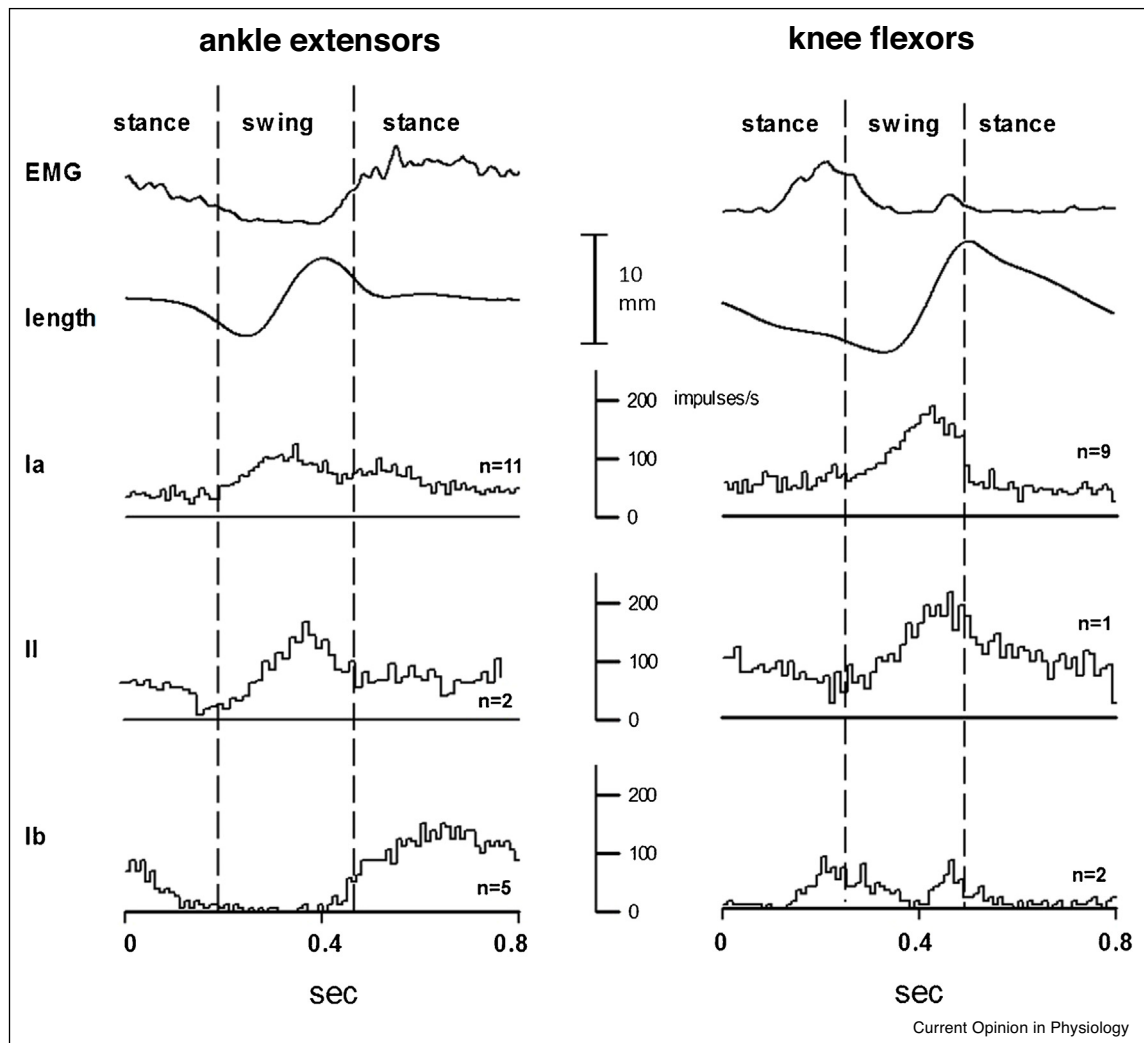 ankle extensors
knee flexors
stance swing stance
stance swing stance
EMG
10
mm
length
200 impulses/s
Ia
n=11
100
n=9
0
200
II
n=1
100
n=2
0
200
Ib
100
n=5
n=2
0
0 0.4 0.8
0 0.4 0.8
sec
sec
Current Opinion in Physiology